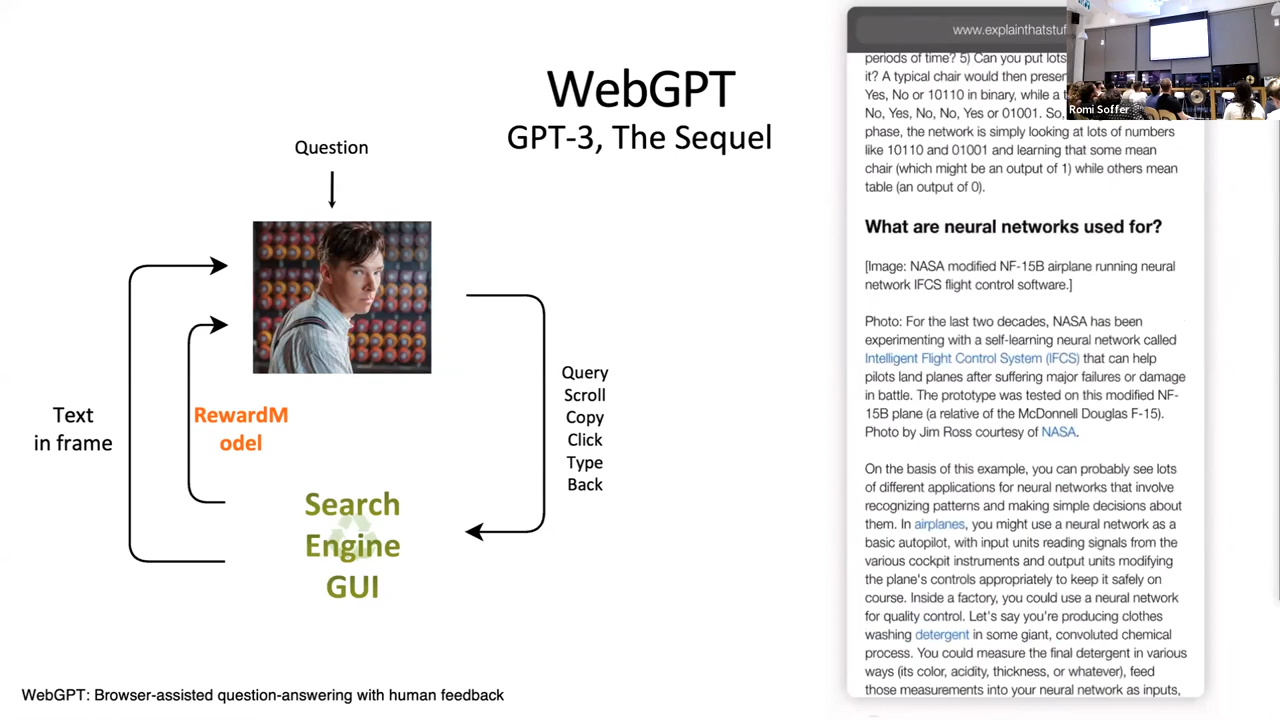 WebGPT
GPT-3, The Sequel
Question
Text
in frame
RewardM
odel
Search
Engine
GUI
Query
Scroll
Copy
Click
Type
Back
WebGPT: Browser-assisted question-answering with human feedback
www.explainthatstuf
Romi Soffer
periods of time? 5) Can you put lots
it? A typical chair would then presen
Yes, No or 10110 in binary, while a
No, Yes, No, No, Yes or 01001. So,
phase, the network is simply looking at lots of numbers
like 10110 and 01001 and learning that some mean
chair (which might be an output of 1) while others mean
table (an output of 0).
What are neural networks used for?
[Image: NASA modified NF-15B airplane running neural
network IFCS flight control software.]
Photo: For the last two decades, NASA has been
experimenting with a self-learning neural network called
Intelligent Flight Control System (IFCS) that can help
pilots land planes after suffering major failures or damage
in battle. The prototype was tested on this modified NF-
15B plane (a relative of the McDonnell Douglas F-15).
Photo by Jim Ross courtesy of NASA.
On the basis of this example, you can probably see lots
of different applications for neural networks that involve
recognizing patterns and making simple decisions about
them. In airplanes, you might use a neural network as a
basic autopilot, with input units reading signals from the
various cockpit instruments and output units modifying
the plane's controls appropriately to keep it safely on
course. Inside a factory, you could use a neural network
for quality control. Let's say you're producing clothes
washing detergent in some giant, convoluted chemical
process. You could measure the final detergent in various
ways (its color, acidity, thickness, or whatever), feed
those measurements into your neural network as inputs,